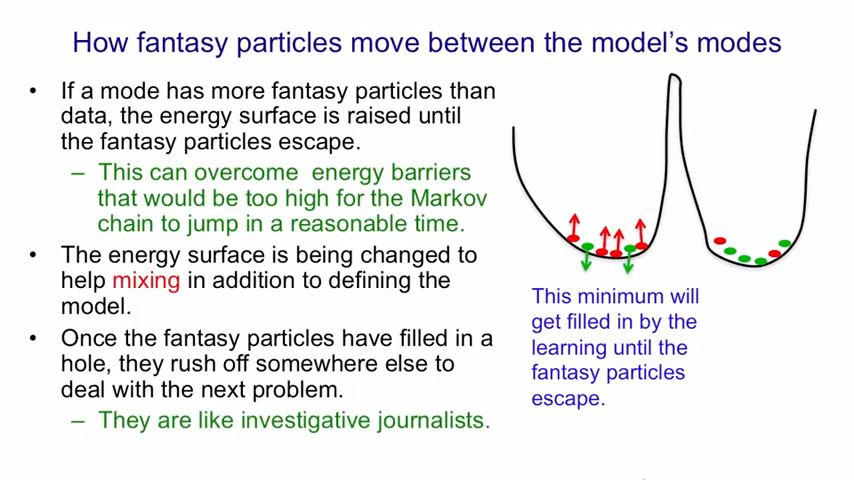 How fantasy particles move between the model's modes
• If a mode has more fantasy particles than
data, the energy surface is raised until
the fantasy particles escape.
– This can overcome energy barriers
that would be too high for the Markov
chain to jump in a reasonable time.
• The energy surface is being changed to
help mixing in addition to defining the
model.
• Once the fantasy particles have filled in a
hole, they rush off somewhere else to
deal with the next problem.
– They are like investigative journalists.
This minimum will
get filled in by the
learning until the
fantasy particles
escape.